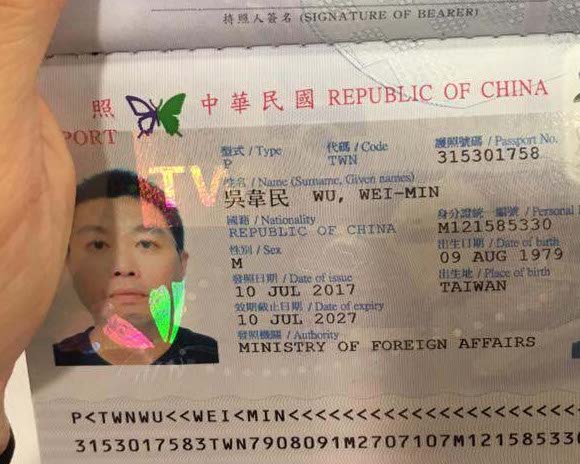 持照人簽名 (SIGNATURE OF BEARER)
照 中華民國 REPUBLIC OF CHINA
PORT
型式 / Type 代碼 / Code 護照號碼 / Passport No.
P TWN 315301758
TW
姓名 / Name (Surname, Given names)
吳韋民 WU, WEI-MIN
國籍 / Nationality 身分證統一編號 / Personal
REPUBLIC OF CHINA M121585330
性別 / Sex 出生日期 / Date of birth
M 09 AUG 1979
發照日期 / Date of issue 出生地 / Place of birth
10 JUL 2017 TAIWAN
效期截止日期 / Date of expiry
10 JUL 2027
發照機關 / Authority
MINISTRY OF FOREIGN AFFAIRS
P<TWNWU<<WEI<MIN<<<<<<<<<<<<<<<<<<<<<<<
3153017583TWN7908091M2707107M12158533